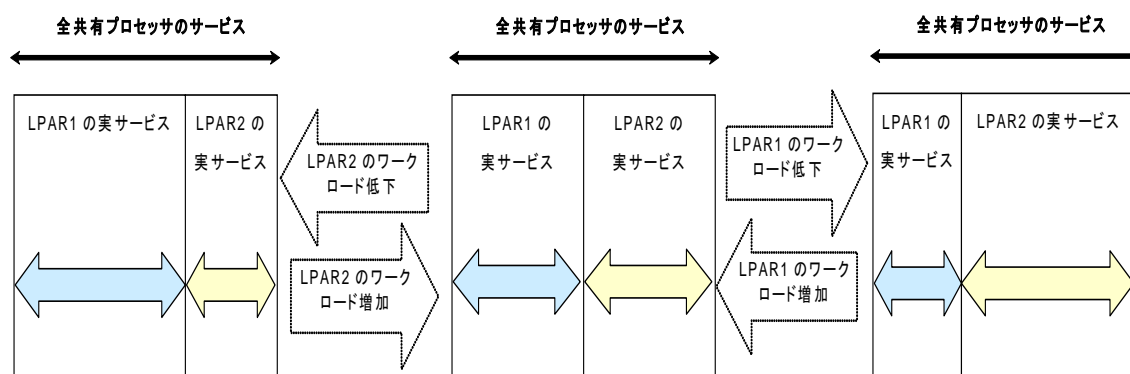 全共有プロセッサのサービス
全共有プロセッサのサービス
全共有プロセッサのサービス
LPAR1 の実サービス
LPAR2 の
実サービス
LPAR2 のワーク
ロード低下
LPAR2 のワーク
ロード増加
LPAR1 の
実サービス
LPAR2 の
実サービス
LPAR1 のワーク
ロード低下
LPAR1 のワーク
ロード増加
LPAR1 の
実サービス
LPAR2 の実サービス